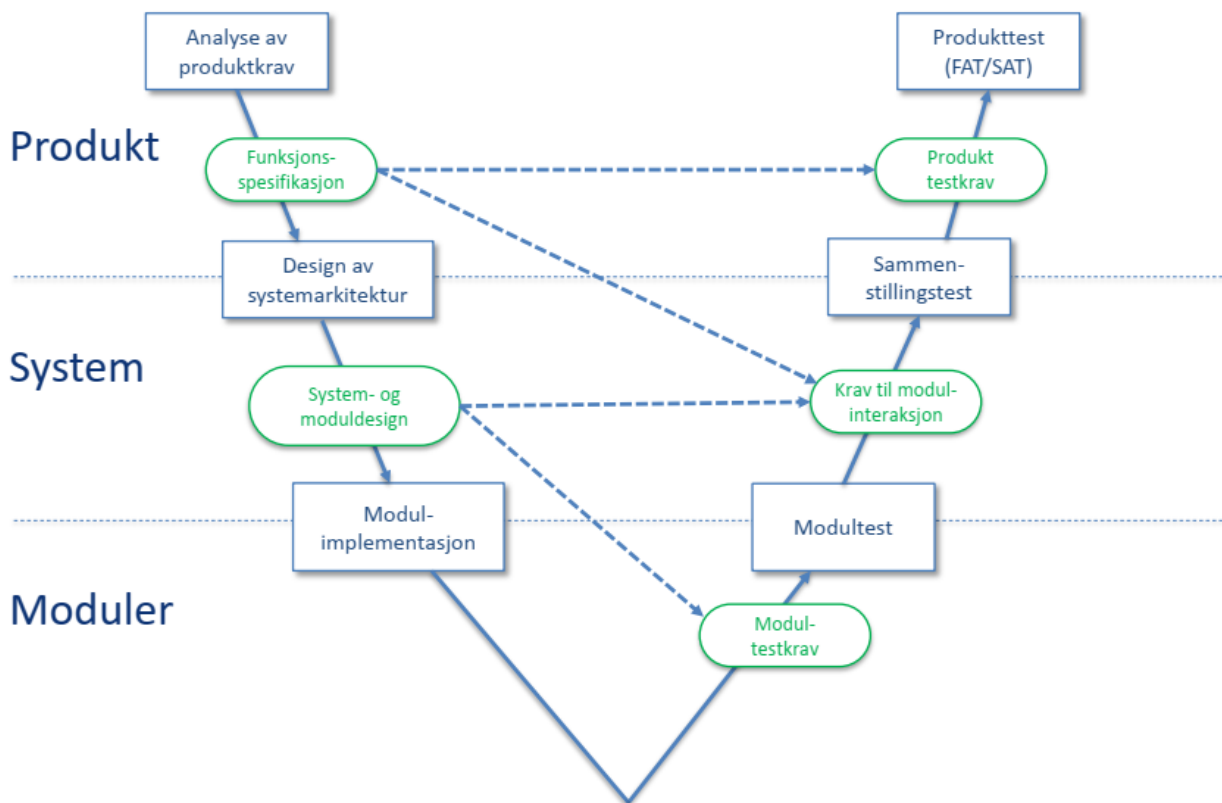 Analyse av
produktkrav
Produkttest
(FAT/SAT)
Produkt
Funksjons-
spesifikasjon
Produkt
testkrav
Design av
systemarkitektur
Sammen-
stillingstest
System
System- og
moduldesign
Krav til modul-
interaksjon
Modul-
implementasjon
Modultest
Moduler
Modul-
testkrav